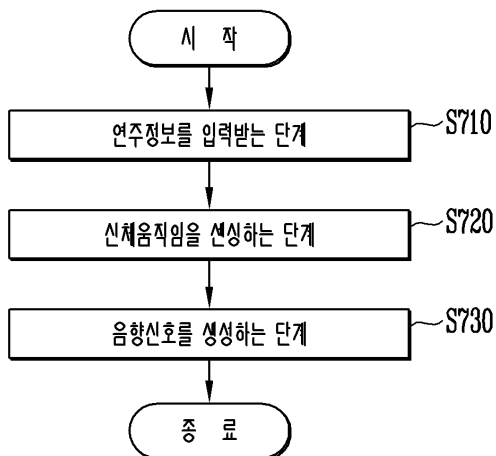 시 작
연주정보를 입력받는 단계
S710
신체움직임을 센싱하는 단계
S720
음향신호를 생성하는 단계
S730
종 료